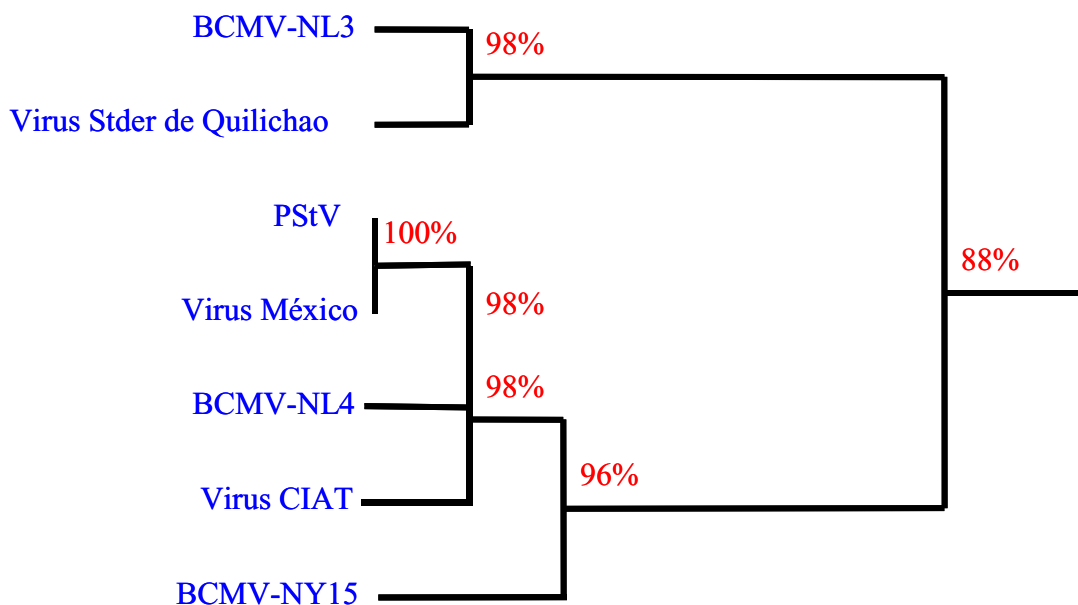 BCMV-NL3
98%
Virus Stder de Quilichao
PStV
100%
88%
Virus México
98%
98%
BCMV-NL4
96%
Virus CIAT
BCMV-NY15